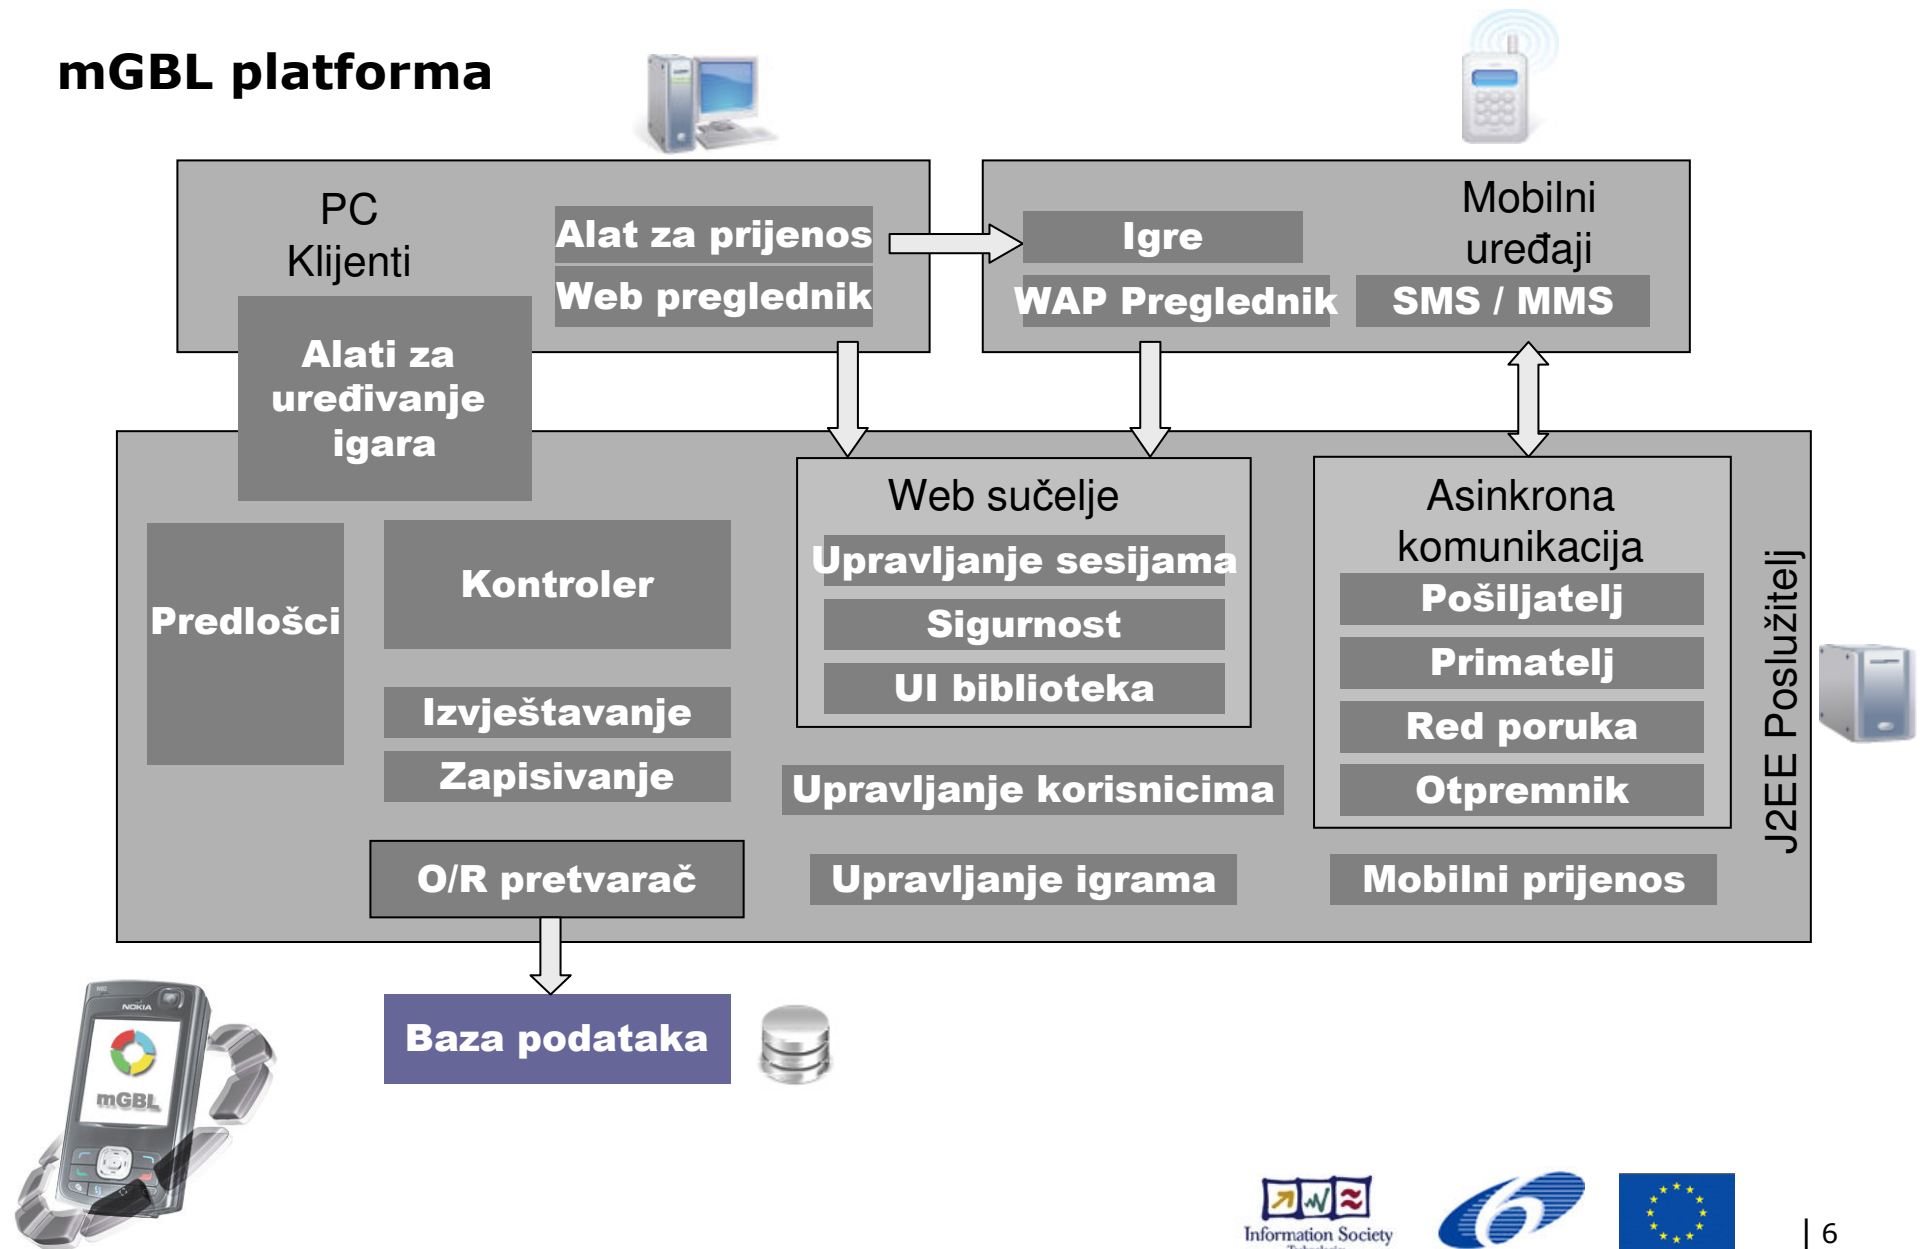 mGBL platforma
PC
Klijenti
Alat za prijenos
Web preglednik
Alati za
uređivanje
igara
Igre
WAP Preglednik
Mobilni
uređaji
SMS / MMS
Predlošci
Kontroler
Izvještavanje
Zapisivanje
O/R pretvarač
Web sučelje
Upravljanje sesijama
Sigurnost
UI biblioteka
Upravljanje korisnicima
Upravljanje igrama
Asinkrona
komunikacija
Pošiljatelj
Primatelj
Red poruka
Otpremnik
Mobilni prijenos
J2EE Poslužitelj
Baza podataka
NOKIA
mGBL
Information Society
| 6